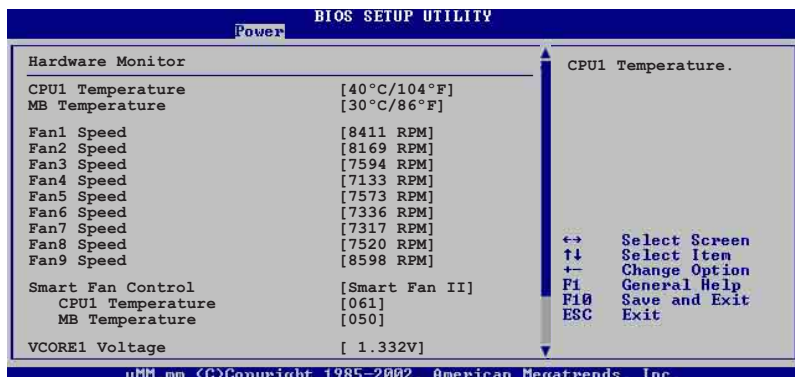 BIOS SETUP UTILITY
Power
Hardware Monitor
CPU1 Temperature [40°C/104°F]
MB Temperature [30°C/86°F]
Fan1 Speed [8411 RPM]
Fan2 Speed [8169 RPM]
Fan3 Speed [7594 RPM]
Fan4 Speed [7133 RPM]
Fan5 Speed [7573 RPM]
Fan6 Speed [7336 RPM]
Fan7 Speed [7317 RPM]
Fan8 Speed [7520 RPM]
Fan9 Speed [8598 RPM]
Smart Fan Control [Smart Fan II]
CPU1 Temperature [061]
MB Temperature [050]
VCORE1 Voltage [ 1.332V]
CPU1 Temperature.
↔ Select Screen
↑↓ Select Item
+- Change Option
F1 General Help
F10 Save and Exit
ESC Exit
(C)Copyright 1985-2002, American Megatrends, Inc